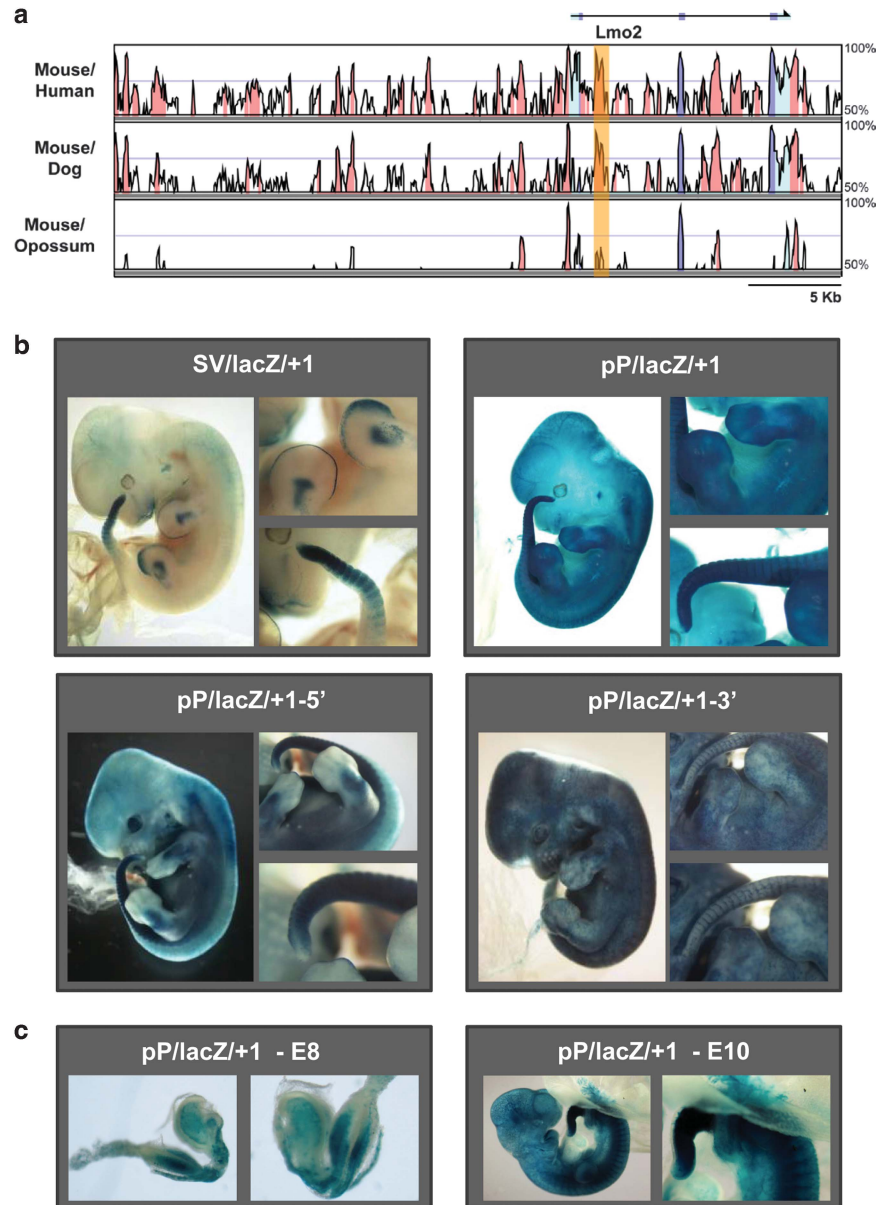 a
Lmo2
Mouse/
Human
100%
50%
Mouse/
Dog
100%
50%
Mouse/
Opossum
100%
50%
5 Kb
b
SV/lacZ/+1
pP/lacZ/+1
pP/lacZ/+1-5’
pP/lacZ/+1-3’
c
pP/lacZ/+1 - E8
pP/lacZ/+1 - E10